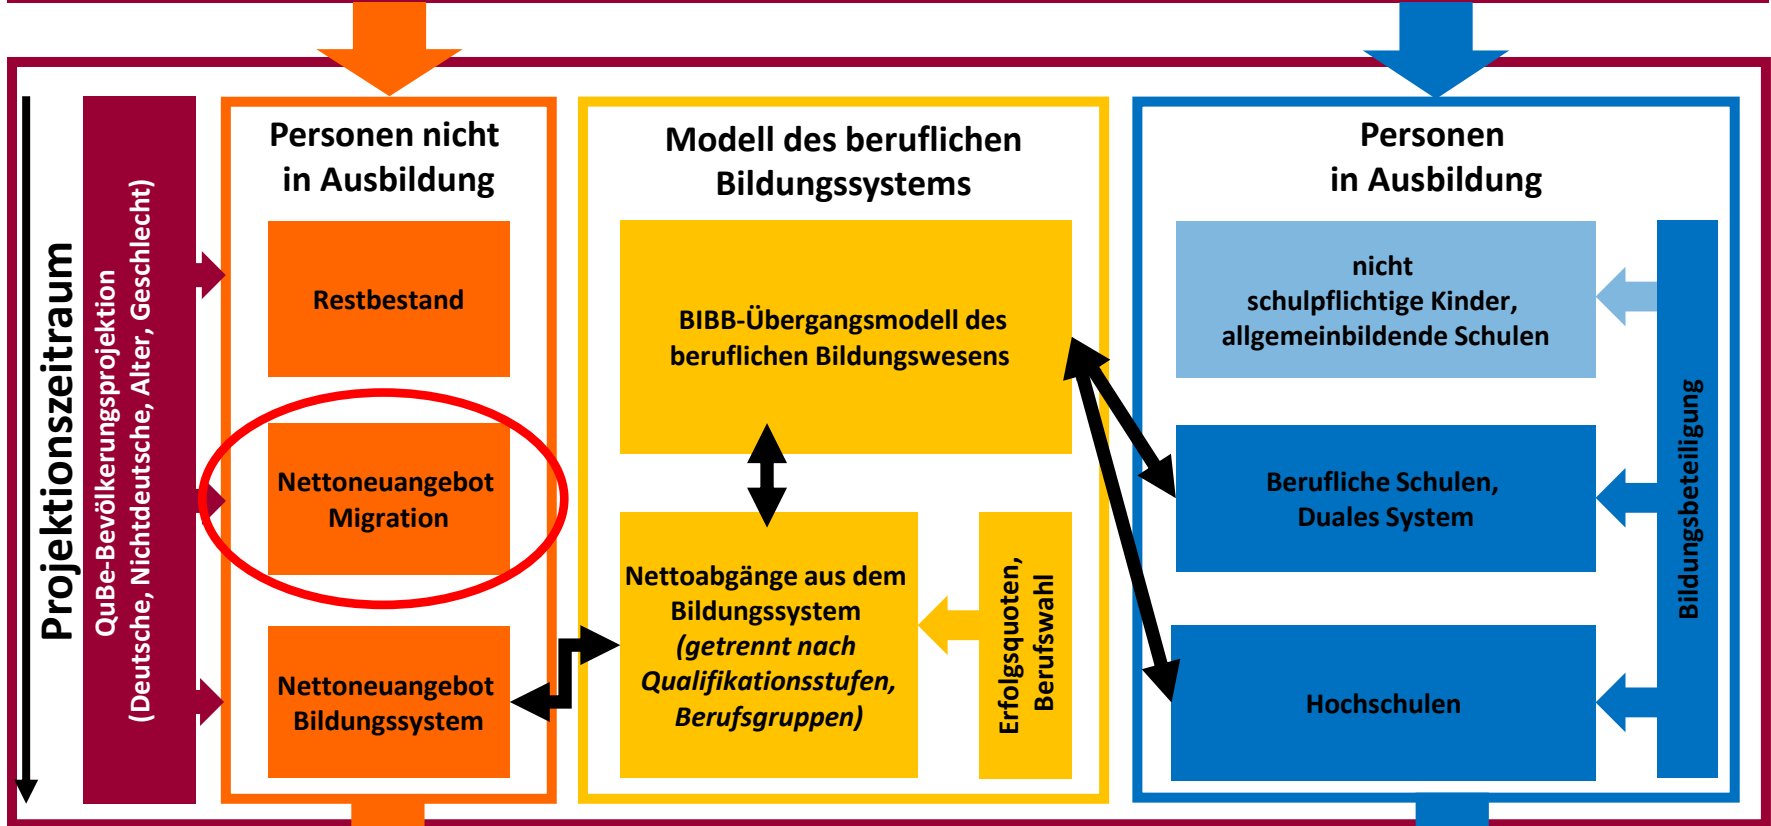 Projektionszeitraum
QuBe-Bevölkerungsprojektion
(Deutsche, Nichtdeutsche, Alter, Geschlecht)
Personen nicht
in Ausbildung
Restbestand
Nettoneuangebot
Migration
Nettoneuangebot
Bildungssystem
Modell des beruflichen
Bildungssystems
BIBB-Übergangsmodell des
beruflichen Bildungswesens
Nettoabgänge aus dem
Bildungssystem
(getrennt nach
Qualifikationsstufen,
Berufsgruppen)
Erfolgsquoten,
Berufswahl
Personen
in Ausbildung
nicht
schulpflichtige Kinder,
allgemeinbildende Schulen
Berufliche Schulen,
Duales System
Hochschulen
Bildungsbeteiligung